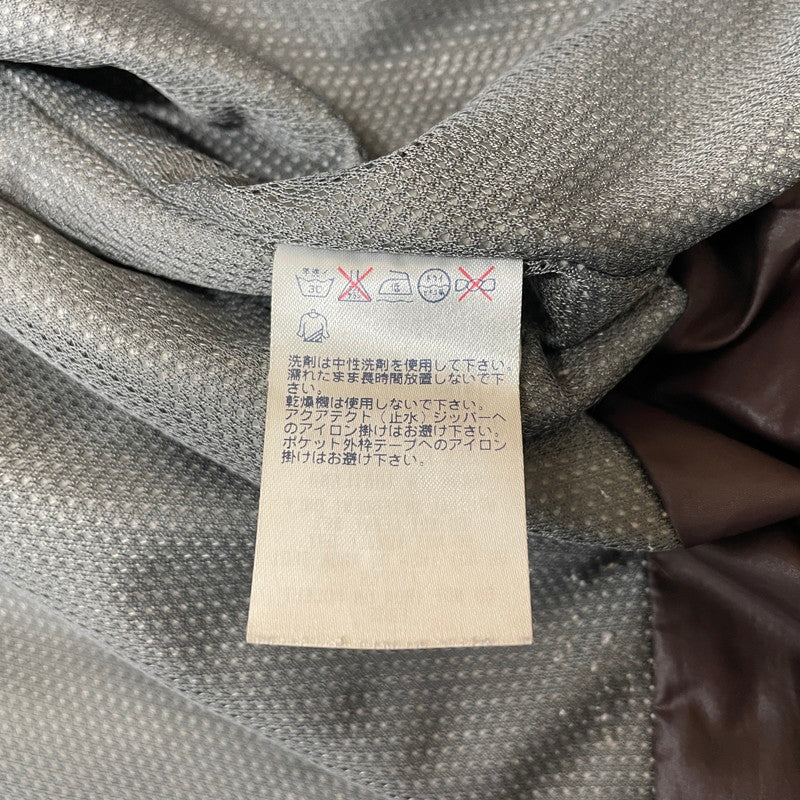 30
低
洗剤は中性洗剤を使用して下さい。
濡れたまま長時間放置しないで下
さい。
乾燥機は使用しないで下さい。
アクアテクト（止水）ジッパーへ
のアイロン掛けはお避け下さい。
ポケット外枠テープへのアイロン
掛けはお避け下さい。